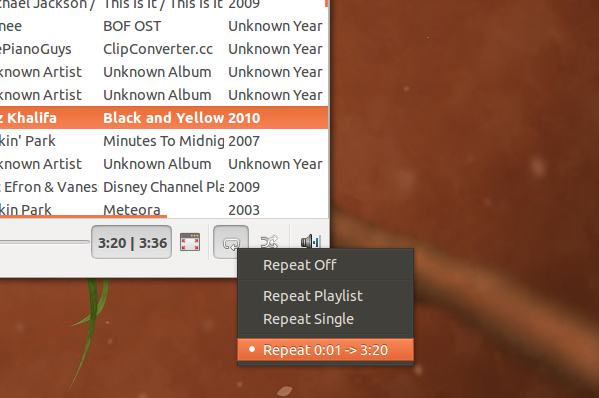 chael Jackson / This Is It / This Is It 2009
nee BOF OST Unknown Year
ePianoGuys ClipConverter.cc Unknown Year
known Artist Unknown Album Unknown Year
known Artist Unknown Album Unknown Year
z Khalifa Black and Yellow 2010
kin' Park Minutes To Midnig 2007
known Artist Unknown Album Unknown Year
c Efron & Vanes Disney Channel Pla 2009
kin Park Meteora 2003
3:20 | 3:36
Repeat Off
Repeat Playlist
Repeat Single
Repeat 0:01 -> 3:20